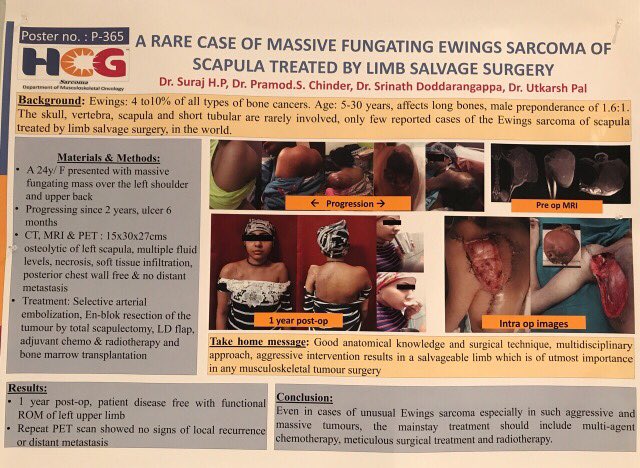 Poster no. : P-365
HCG
Sarcoma
Department of Musculoskeletal Oncology
A RARE CASE OF MASSIVE FUNGATING EWINGS SARCOMA OF
SCAPULA TREATED BY LIMB SALVAGE SURGERY
Dr. Suraj H.P, Dr. Pramod.S. Chinder, Dr. Srinath Doddarangappa, Dr. Utkarsh Pal
Background: Ewings: 4 to10% of all types of bone cancers. Age: 5-30 years, affects long bones, male preponderance of 1.6:1.
The skull, vertebra, scapula and short tubular are rarely involved, only few reported cases of the Ewings sarcoma of scapula
treated by limb salvage surgery, in the world.
Materials & Methods:
• A 24y/ F presented with massive
fungating mass over the left shoulder
and upper back
• Progressing since 2 years, ulcer 6
months
• CT, MRI & PET : 15x30x27cms
osteolytic of left scapula, multiple fluid
levels, necrosis, soft tissue infiltration,
posterior chest wall free & no distant
metastasis
• Treatment: Selective arterial
embolization, En-blok resection of the
tumour by total scapulectomy, LD flap,
adjuvant chemo & radiotherapy and
bone marrow transplantation
← Progression →
Pre op MRI
1 year post-op
Intra op images
Take home message: Good anatomical knowledge and surgical technique, multidisciplinary
approach, aggressive intervention results in a salvageable limb which is of utmost importance
in any musculoskeletal tumour surgery
Results:
• 1 year post-op, patient disease free with functional
ROM of left upper limb
• Repeat PET scan showed no signs of local recurrence
or distant metastasis
Conclusion:
Even in cases of unusual Ewings sarcoma especially in such aggressive and
massive tumours, the mainstay treatment should include multi-agent
chemotherapy, meticulous surgical treatment and radiotherapy.